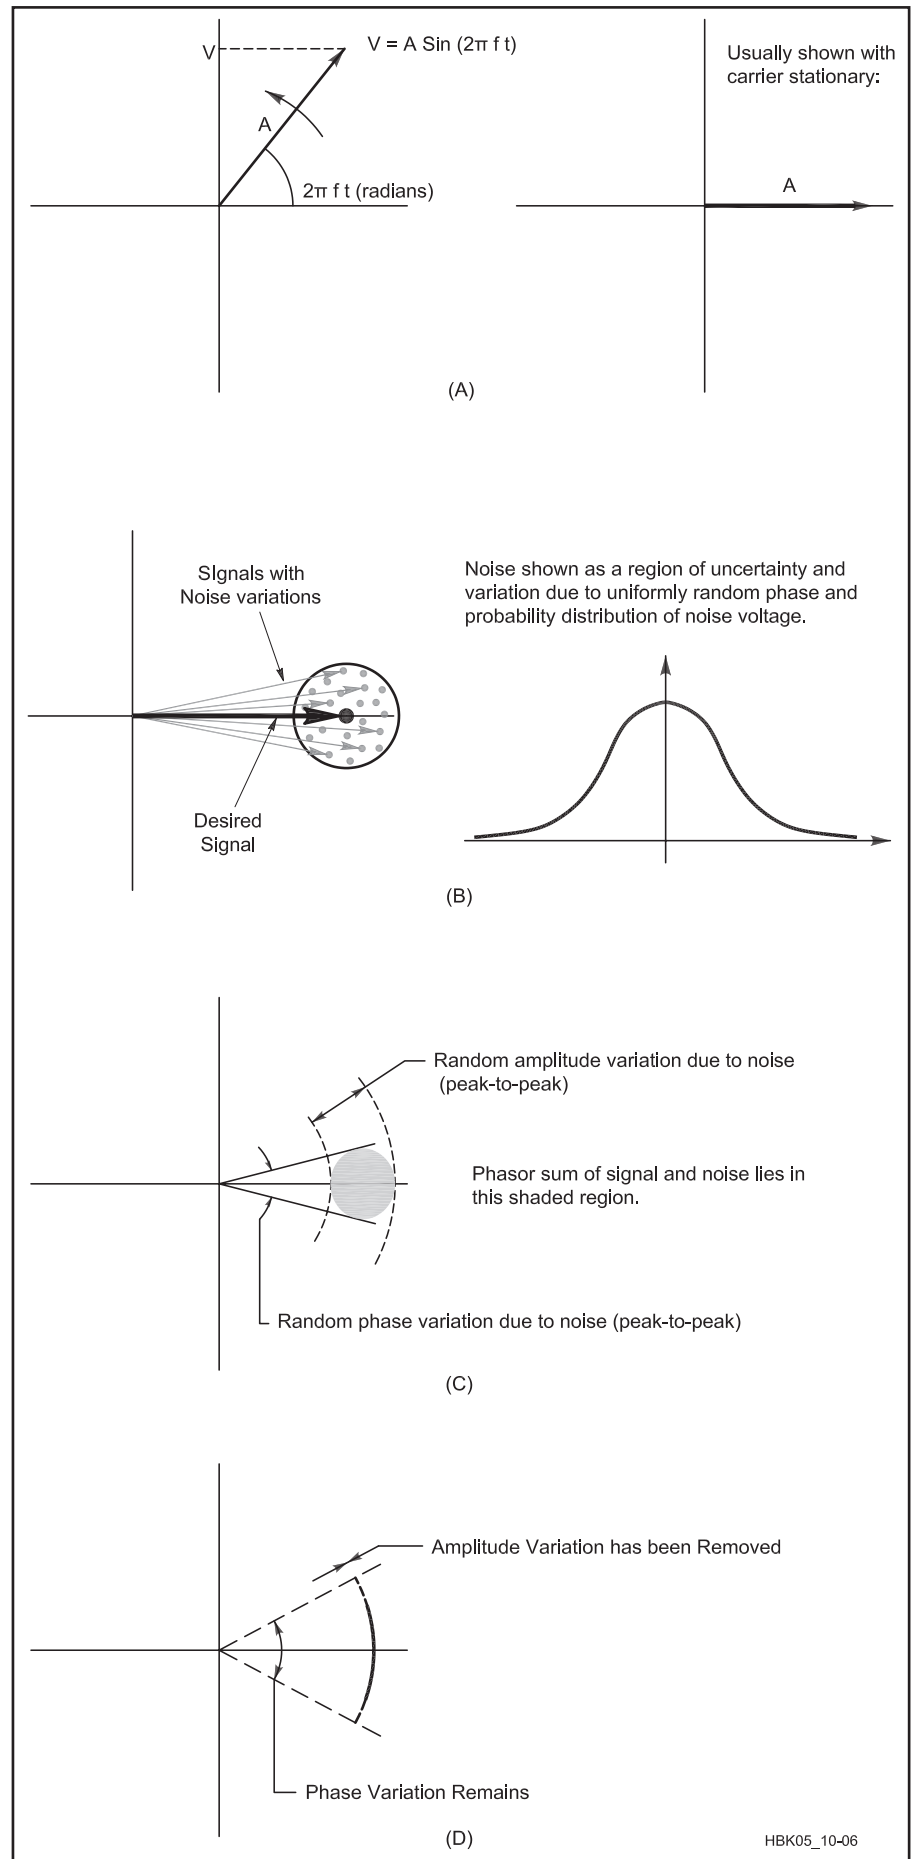 V
V = A Sin (2π f t)
A
2π f t (radians)
Usually shown with
carrier stationary:
A
(A)
SIgnals with
Noise variations
Desired
Signal
Noise shown as a region of uncertainty and
variation due to uniformly random phase and
probability distribution of noise voltage.
(B)
Random amplitude variation due to noise
(peak-to-peak)
Phasor sum of signal and noise lies in
this shaded region.
Random phase variation due to noise (peak-to-peak)
(C)
Amplitude Variation has been Removed
Phase Variation Remains
(D)
HBK05_10-06